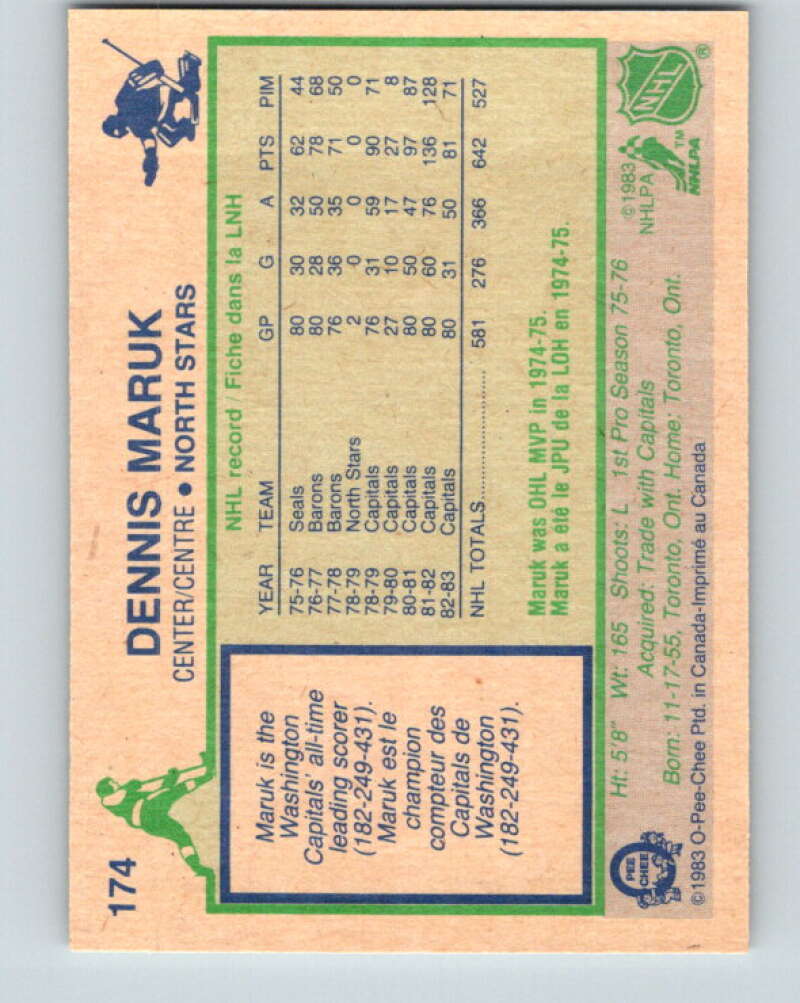 174
DENNIS MARUK
CENTER/CENTRE ● NORTH STARS
Maruk is the
Washington
Capitals' all-time
leading scorer
(182-249-431).
Maruk est le
champion
compteur des
Capitals de
Washington
(182-249-431).
NHL record / Fiche dans la LNH
YEAR TEAM GP G A PTS PIM
75-76 Seals 80 30 32 62 44
76-77 Barons 80 28 50 78 68
77-78 Barons 76 36 35 71 50
78-79 North Stars 2 0 0 0 0
78-79 Capitals 76 31 59 90 71
79-80 Capitals 27 10 17 27 8
80-81 Capitals 80 50 47 97 87
81-82 Capitals 80 60 76 136 128
82-83 Capitals 80 31 50 81 71
NHL TOTALS 581 276 366 642 527
Maruk was OHL MVP in 1974-75.
Maruk a été le JPU de la LOH en 1974-75.
Ht: 5'8" Wt: 165 Shoots: L 1st Pro Season 75-76
Acquired: Trade with Capitals
Born: 11-17-55, Toronto, Ont. Home: Toronto, Ont.
©1983 O-Pee-Chee Ptd. in Canada-Imprimé au Canada
O
PEE
CHEE
©1983
NHLPA
NHL
®
NHLPA
TM